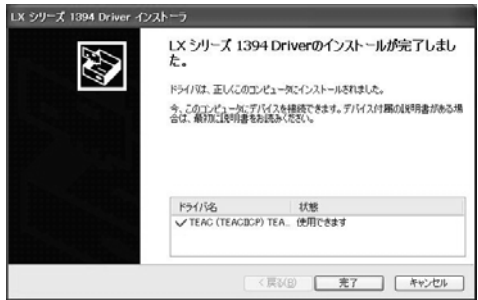 LX シリーズ 1394 Driver インストーラ
LX シリーズ 1394 Driverのインストールが完了しまし
た。
ドライバは、正しくこのコンピュータにインストールされました。
今、このコンピュータにデバイスを接続できます。デバイス付属の説明書がある場
合は、最初に説明書をお読みください。
ドライバ名 状態
TEAC (TEACIICP) TEA... 使用できます
< 戻る(B) 完了 キャンセル